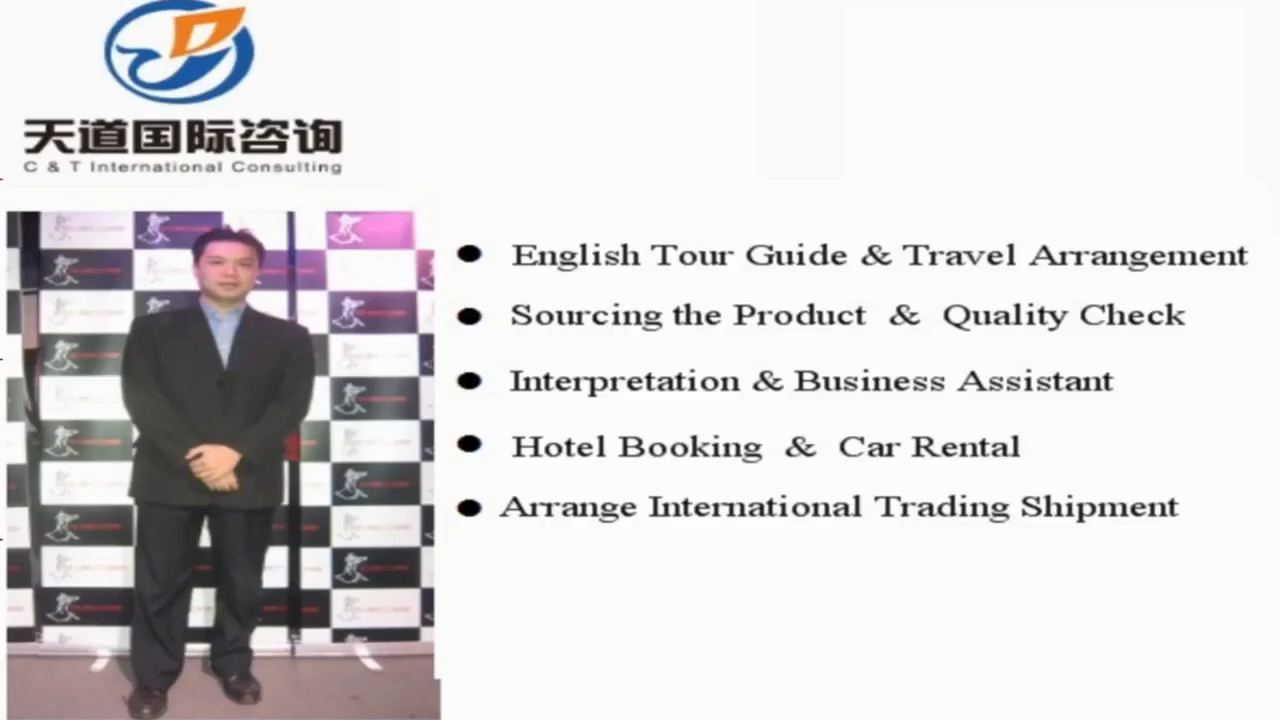 天道国际咨询
C & T International Consulting
● English Tour Guide & Travel Arrangement
● Sourcing the Product & Quality Check
● Interpretation & Business Assistant
● Hotel Booking & Car Rental
● Arrange International Trading Shipment